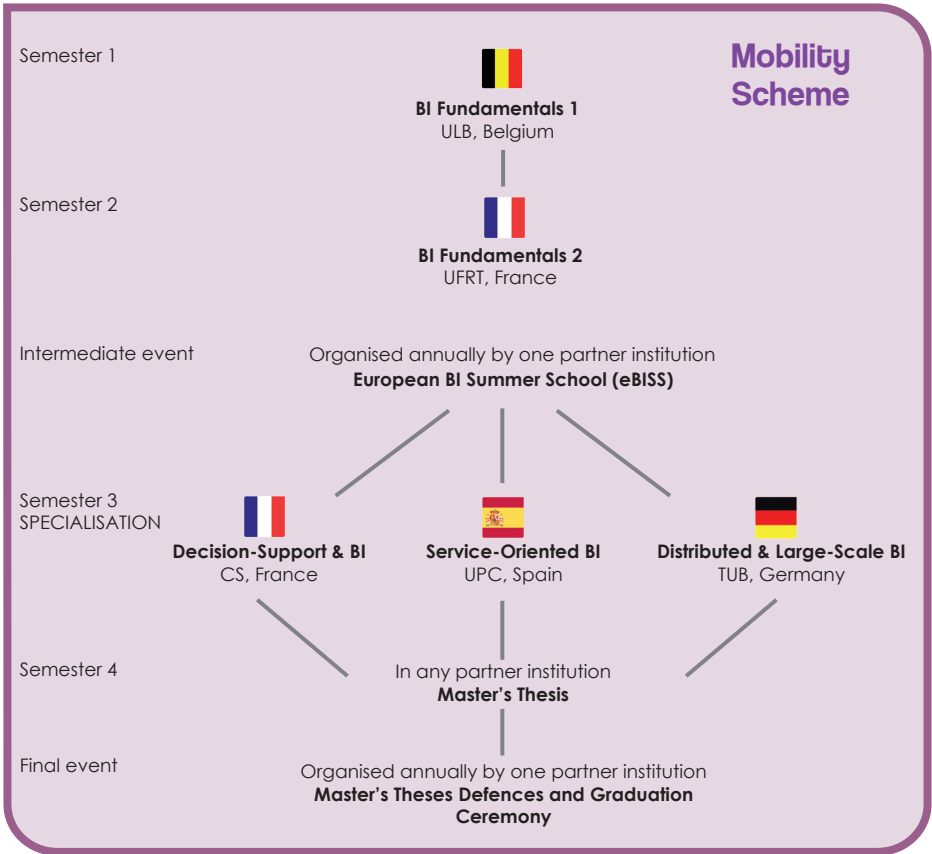 Mobility
Scheme
Semester 1
BI Fundamentals 1
ULB, Belgium
Semester 2
BI Fundamentals 2
UFRT, France
Intermediate event
Organised annually by one partner institution
European BI Summer School (eBISS)
Semester 3
SPECIALISATION
Decision-Support & BI
CS, France
Service-Oriented BI
UPC, Spain
Distributed & Large-Scale BI
TUB, Germany
Semester 4
In any partner institution
Master's Thesis
Final event
Organised annually by one partner institution
Master's Theses Defences and Graduation
Ceremony